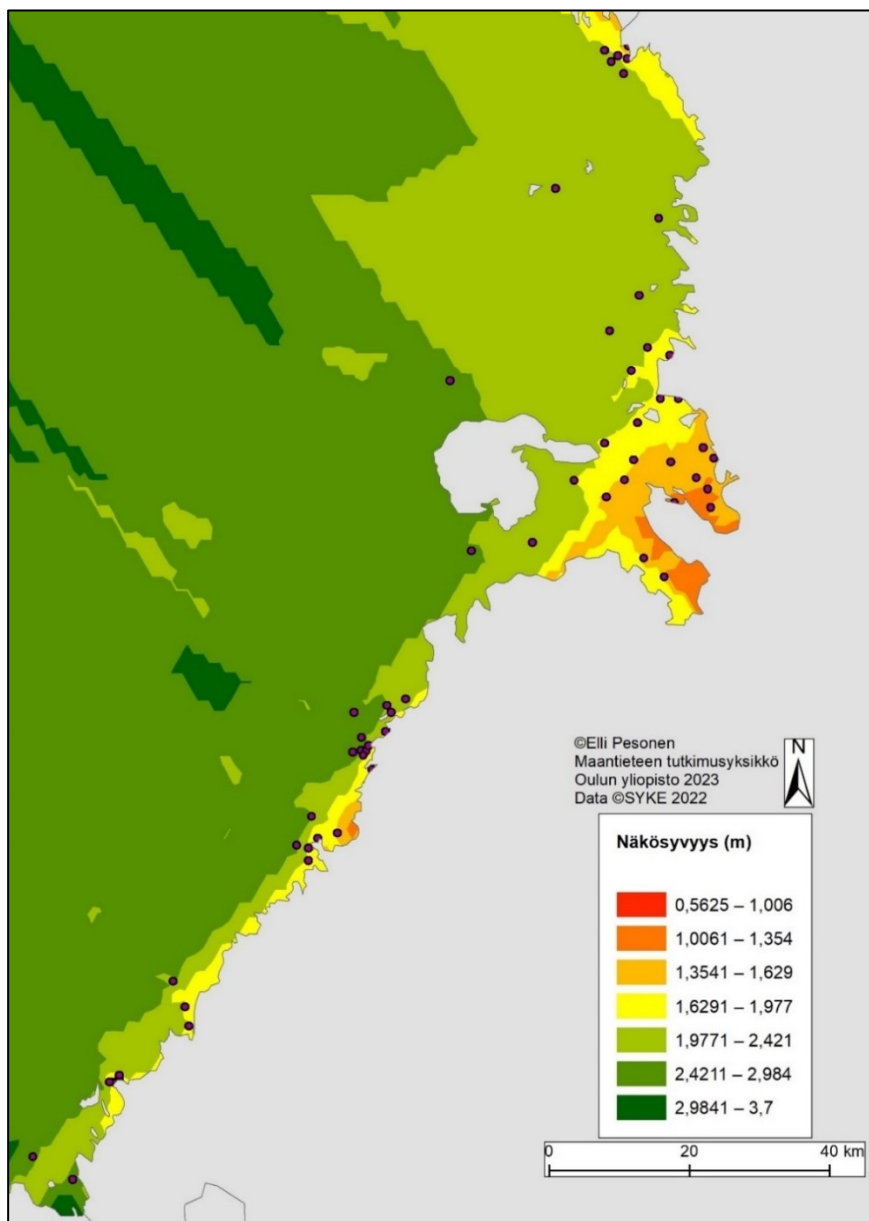 ©Elli Pesonen
Maantieteen tutkimusyksikkö
Oulun yliopisto 2023
Data ©SYKE 2022
N
Näkösyvyys (m)
0,5625 – 1,006
1,0061 – 1,354
1,3541 – 1,629
1,6291 – 1,977
1,9771 – 2,421
2,4211 – 2,984
2,9841 – 3,7
0 20 40 km